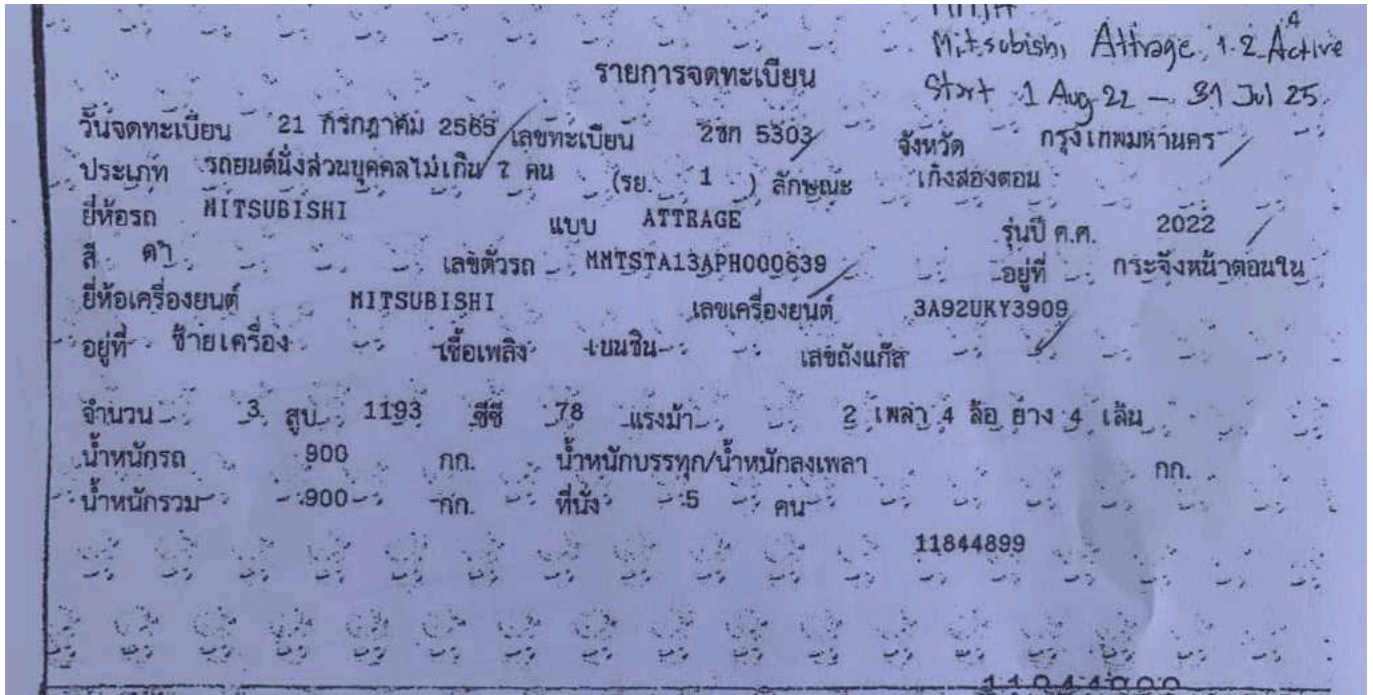 Mitsubishi Attrage 1.2 Active
4
รายการจดทะเบียน
Start 1 Aug 22 - 31 Jul 25
วันจดทะเบียน 21 กรกฎาคม 2565 เลขทะเบียน 5303 จังหวัด กรุงเทพมหานคร
ประเภท รถยนต์นั่งส่วนบุคคลไม่เกิน 7 คน (รย. 1 ) ลักษณะ เก๋งสองตอน
ยี่ห้อรถ MITSUBISHI แบบ ATTRAGE รุ่นปี ค.ศ. 2022
สี ดำ เลขตัวรถ MMTSTA13APH000639 อยู่ที่ กระจังหน้าตอนใน
ยี่ห้อเครื่องยนต์ MITSUBISHI เลขเครื่องยนต์ 3A92UKY3909
อยู่ที่ ซ้ายเครื่อง เชื้อเพลิง เบนซิน เลขถังแก๊ส
จำนวน 3 สูบ 1193 ซีซี 78 แรงม้า 2 เพลา 4 ล้อ ยาง 4 เส้น
น้ำหนักรถ 900 กก. น้ำหนักบรรทุก/น้ำหนักลงเพลา กก.
น้ำหนักรวม 900 กก. ที่นั่ง 5 คน
11844899